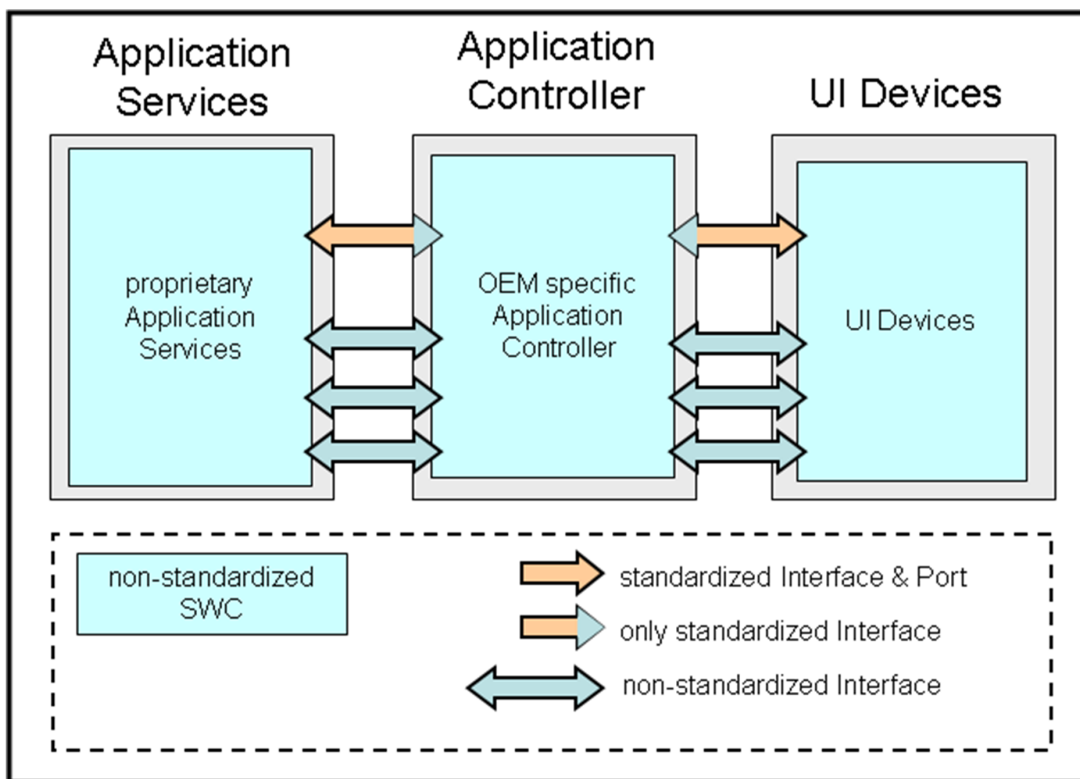 Application
Services
Application
Controller
UI Devices
proprietary
Application
Services
OEM specific
Application
Controller
UI Devices
non-standardized
SWC
standardized Interface & Port
only standardized Interface
non-standardized Interface